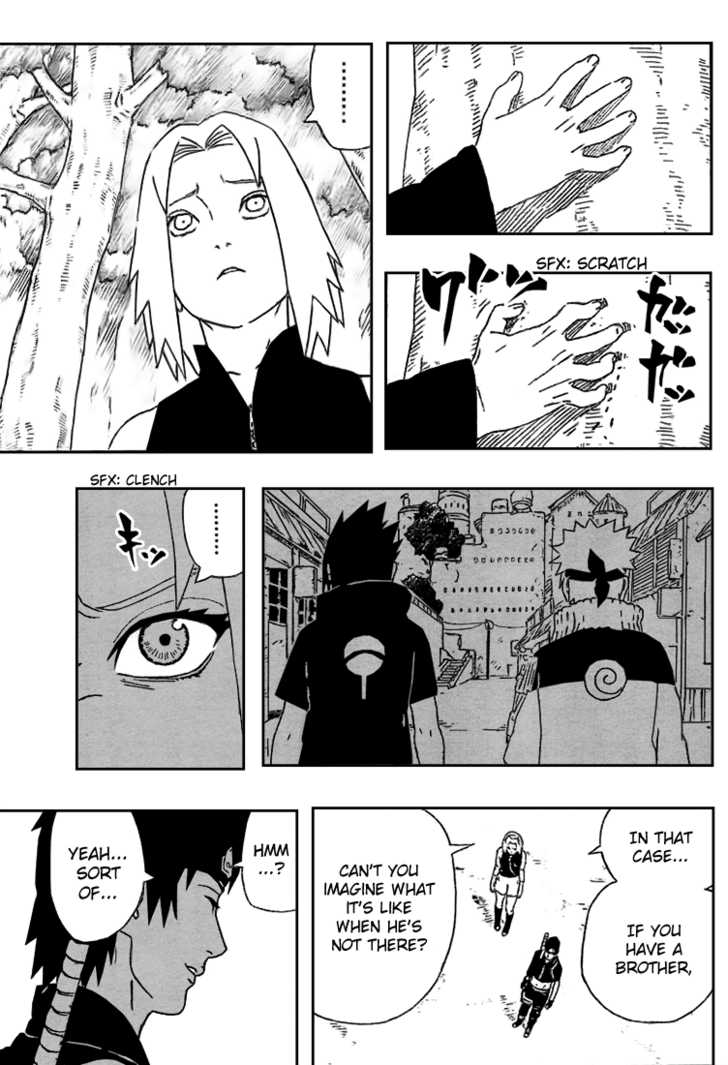 SFX: SCRATCH
ガッ
ガッ
.........
SFX: CLENCH
.........
キッ
IN THAT
CASE...
IF YOU
HAVE A
BROTHER,
CAN'T YOU
IMAGINE WHAT
IT'S LIKE
WHEN HE'S
NOT THERE?
HMM
...?
YEAH...
SORT
OF...